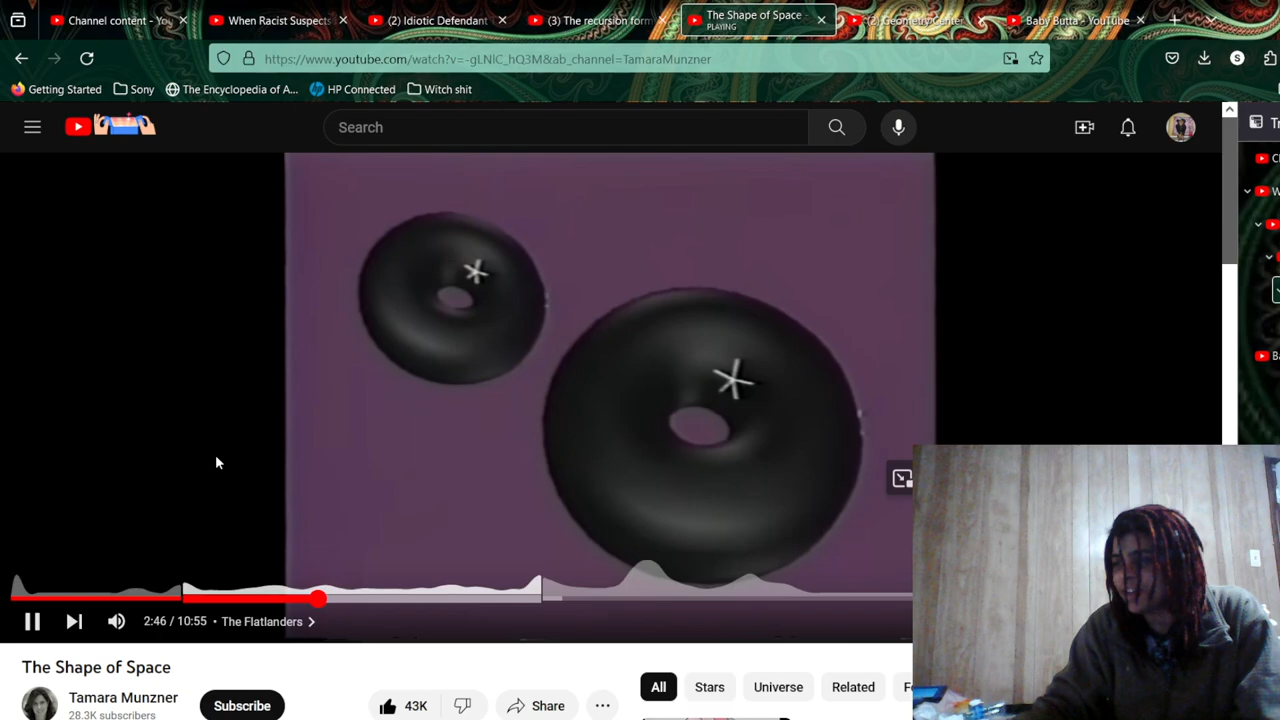 Channel content - Yo
When Racist Suspects
(2) Idiotic Defendant
(3) The recursion form
The Shape of Space -
PLAYING
(2) Geometry Center
Baby Butta - YouTube
https://www.youtube.com/watch?v=-gLNlC_hQ3M&ab_channel=TamaraMunzner
S
Getting Started
Sony
The Encyclopedia of A...
HP Connected
Witch shit
Search
2:46 / 10:55 • The Flatlanders
The Shape of Space
Tamara Munzner
28.3K subscribers
Subscribe
43K
Share
All
Stars
Universe
Related